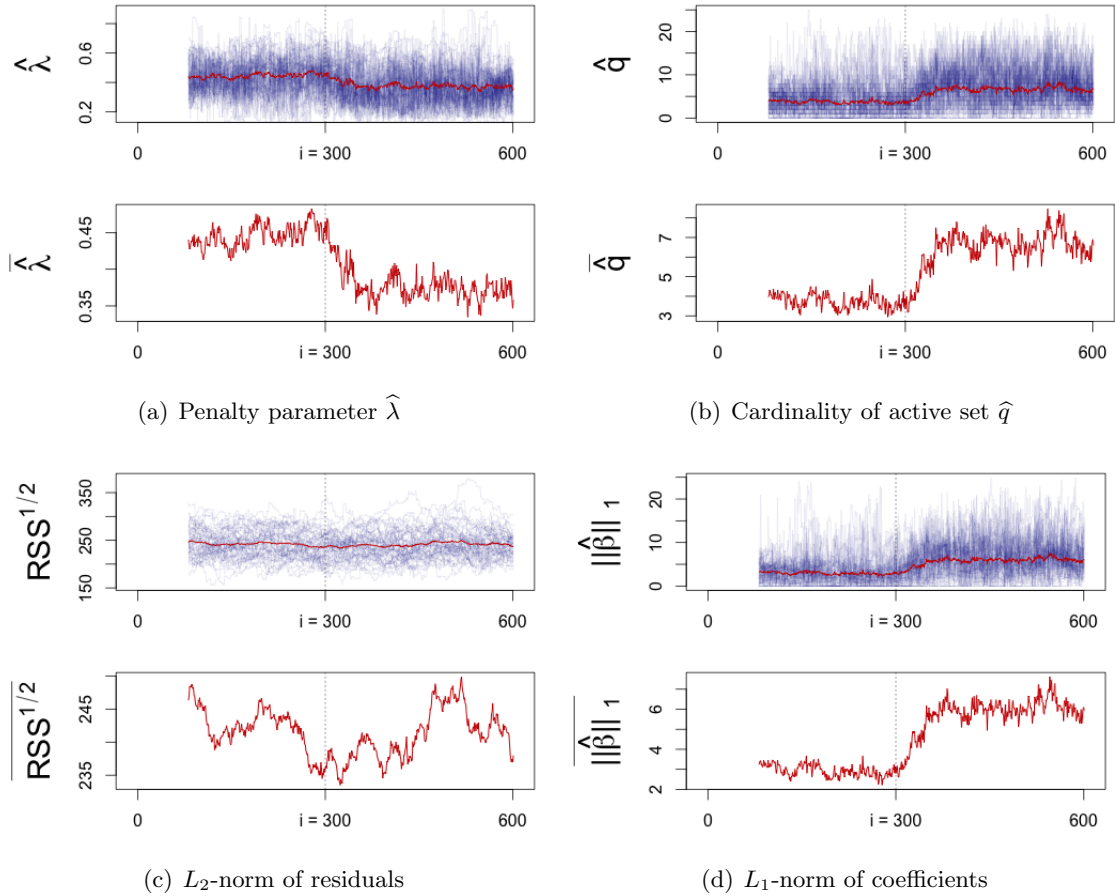 λ̂
0.2 0.6
0 i = 300 600
λ̂̅
0.35 0.45
0 i = 300 600
(a) Penalty parameter λ̂
q̂
0 10 20
0 i = 300 600
q̂̅
3 5 7
0 i = 300 600
(b) Cardinality of active set q̂
RSS^{1/2}
150 250 350
0 i = 300 600
\overline{RSS^{1/2}}
235 245
0 i = 300 600
(c) L₂-norm of residuals
||β̂||₁
0 10 20
0 i = 300 600
\overline{||β̂||}₁
2 4 6
0 i = 300 600
(d) L₁-norm of coefficients